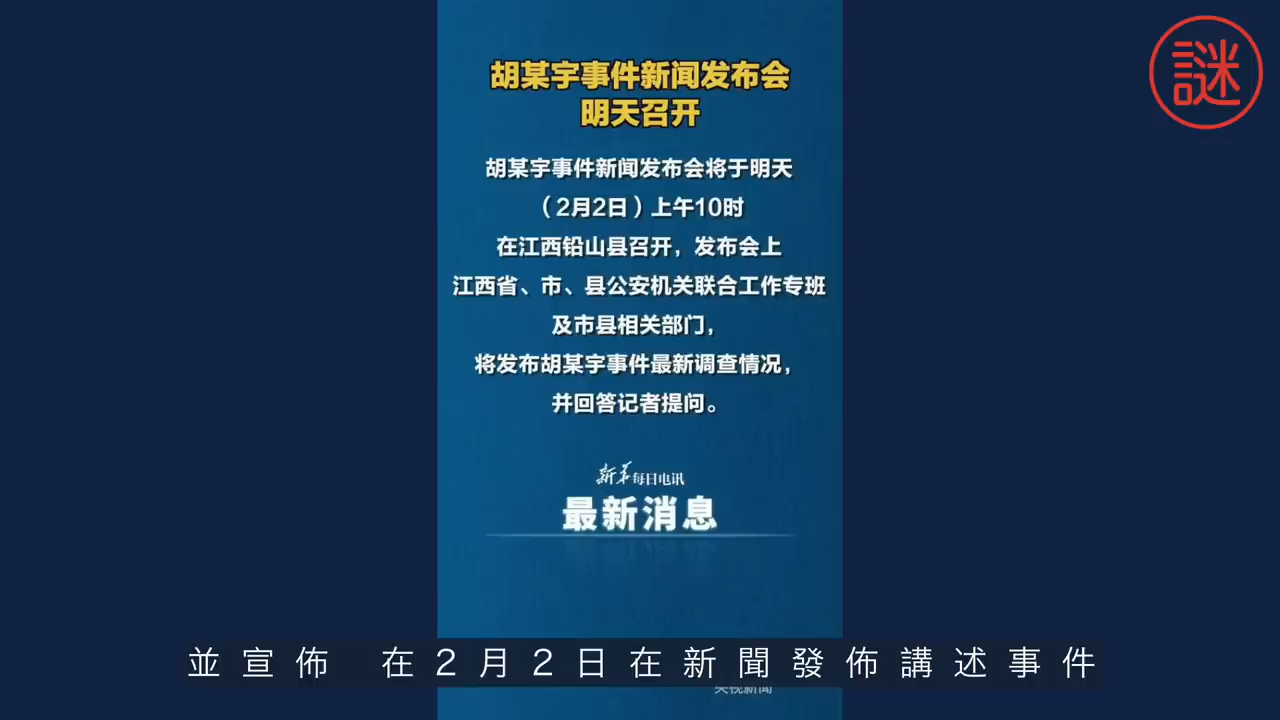 謎
胡某宇事件新闻发布会
明天召开
胡某宇事件新闻发布会将于明天
（2月2日）上午10时
在江西铅山县召开，发布会上
江西省、市、县公安机关联合工作专班
及市县相关部门，
将发布胡某宇事件最新调查情况，
并回答记者提问。
新华每日电讯
最新消息
並宣佈 在2月2日在新聞發佈講述事件
央视新闻